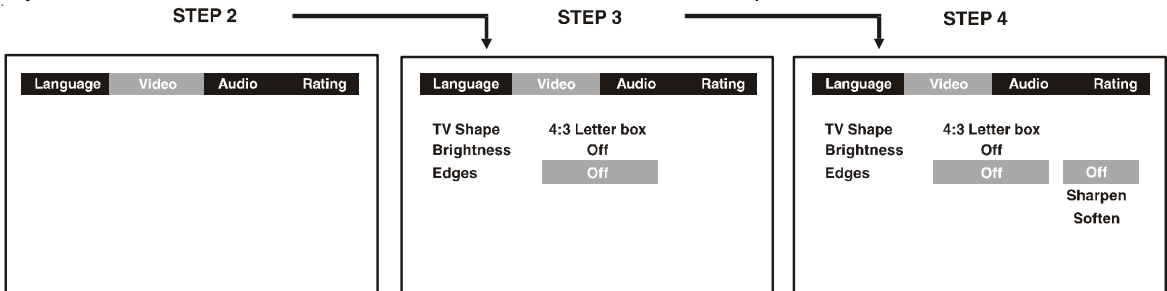 STEP 2
STEP 3
STEP 4
Language Video Audio Rating
Language Video Audio Rating
TV Shape 4:3 Letter box
Brightness Off
Edges Off
Language Video Audio Rating
TV Shape 4:3 Letter box
Brightness Off
Edges Off Off
Sharpen
Soften